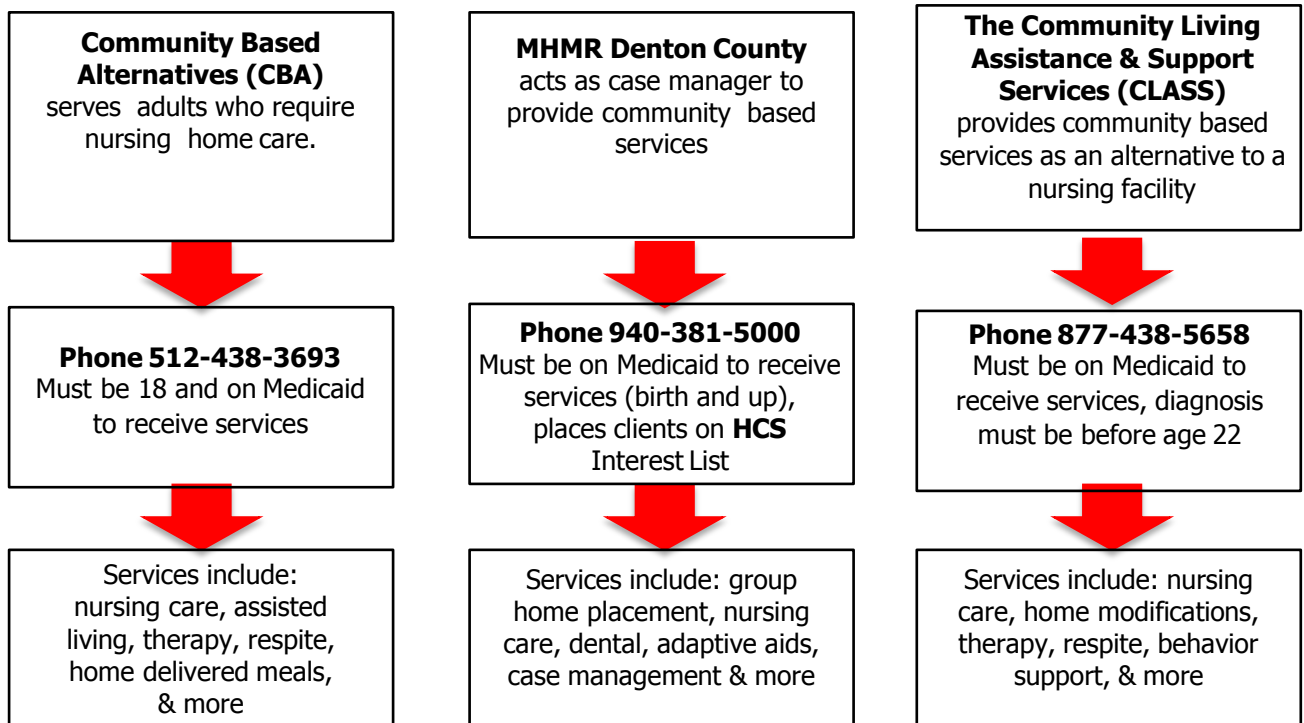 Community Based
Alternatives (CBA)
serves adults who require
nursing home care.
Phone 512-438-3693
Must be 18 and on Medicaid
to receive services
Services include:
nursing care, assisted
living, therapy, respite,
home delivered meals,
& more
MHMR Denton County
acts as case manager to
provide community based
services
Phone 940-381-5000
Must be on Medicaid to receive
services (birth and up),
places clients on HCS
Interest List
Services include: group
home placement, nursing
care, dental, adaptive aids,
case management & more
The Community Living
Assistance & Support
Services (CLASS)
provides community based
services as an alternative to a
nursing facility
Phone 877-438-5658
Must be on Medicaid to
receive services, diagnosis
must be before age 22
Services include: nursing
care, home modifications,
therapy, respite, behavior
support, & more